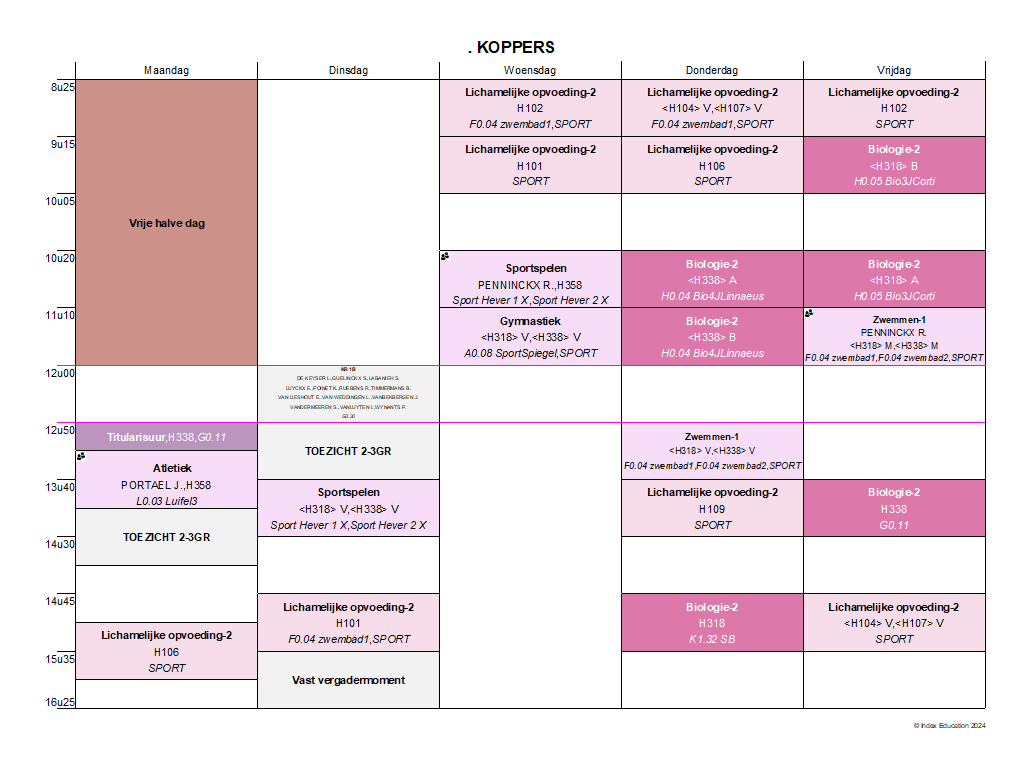 . KOPPERS
Maandag Dinsdag Woensdag Donderdag Vrijdag
8u25
9u15
10u05
10u20
11u10
12u00
12u50
13u40
14u30
14u45
15u35
16u25
Vrije halve dag
Titularisuur,H338,G0.11
Atletiek
PORTAEL J.,H358
L0.03 Luifel3
TOEZICHT 2-3GR
Lichamelijke opvoeding-2
H106
SPORT
KR 1B
DE KEYSER L.,GUELINCKX S.,LABANIEH S.
LUYCKX E.,POINET K.,RUEBENS R.,TIMMERMANS B.
VAN LIESHOUT E.,VAN WEDDINGEN L.,VANDENBERGEN J.
VANDERMEEREN S.,VANLUYTEN I.,WYNANTS P.
G0.30
TOEZICHT 2-3GR
Sportspelen
<H318> V,<H338> V
Sport Hever 1 X,Sport Hever 2 X
Lichamelijke opvoeding-2
H101
F0.04 zwembad1,SPORT
Vast vergadermoment
Lichamelijke opvoeding-2
H102
F0.04 zwembad1,SPORT
Lichamelijke opvoeding-2
H101
SPORT
Sportspelen
PENNINCKX R.,H358
Sport Hever 1 X,Sport Hever 2 X
Gymnastiek
<H318> V,<H338> V
A0.08 SportSpiegel,SPORT
Lichamelijke opvoeding-2
<H104> V,<H107> V
F0.04 zwembad1,SPORT
Lichamelijke opvoeding-2
H106
SPORT
Biologie-2
<H338> A
H0.04 Bio4JLinnaeus
Biologie-2
<H338> B
H0.04 Bio4JLinnaeus
Zwemmen-1
<H318> V,<H338> V
F0.04 zwembad1,F0.04 zwembad2,SPORT
Lichamelijke opvoeding-2
H109
SPORT
Biologie-2
H318
K1.32 SB
Lichamelijke opvoeding-2
H102
SPORT
Biologie-2
<H318> B
H0.05 Bio3JCorti
Biologie-2
<H318> A
H0.05 Bio3JCorti
Zwemmen-1
PENNINCKX R.
<H318> M,<H338> M
F0.04 zwembad1,F0.04 zwembad2,SPORT
Biologie-2
H338
G0.11
Lichamelijke opvoeding-2
<H104> V,<H107> V
SPORT
© Index Education 2024